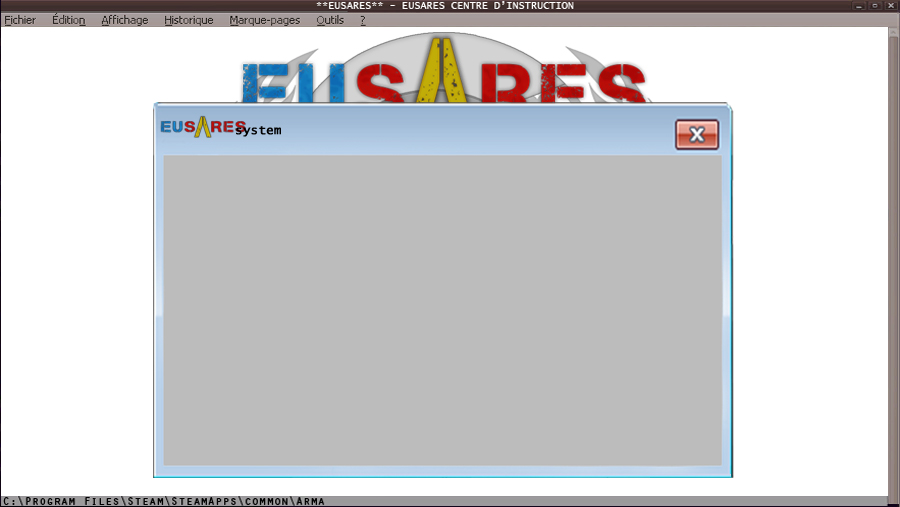 **EUSARES** - EUSARES CENTRE D'INSTRUCTION
Fichier Édition Affichage Historique Marque-pages Outils ?
EUSARES
EUSARES system
X
C:\Program Files\Steam\SteamApps\common\Arma